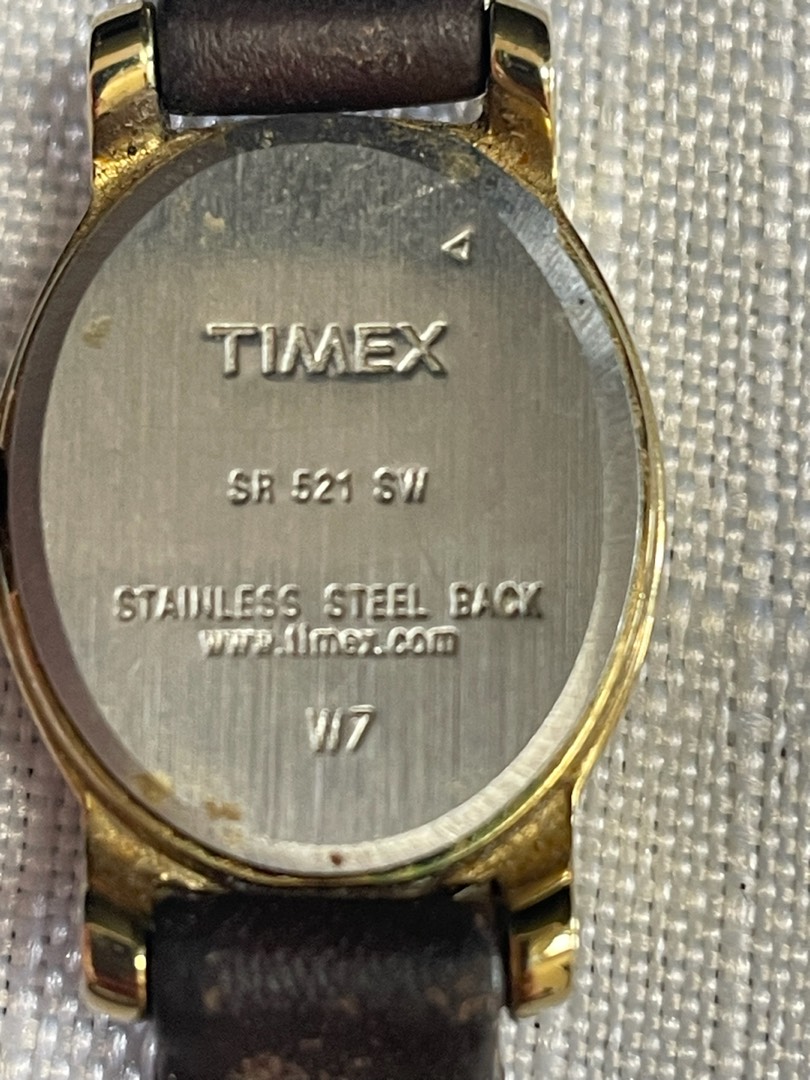 TIMEX
SR 521 SW
STAINLESS STEEL BACK
www.timex.com
W7